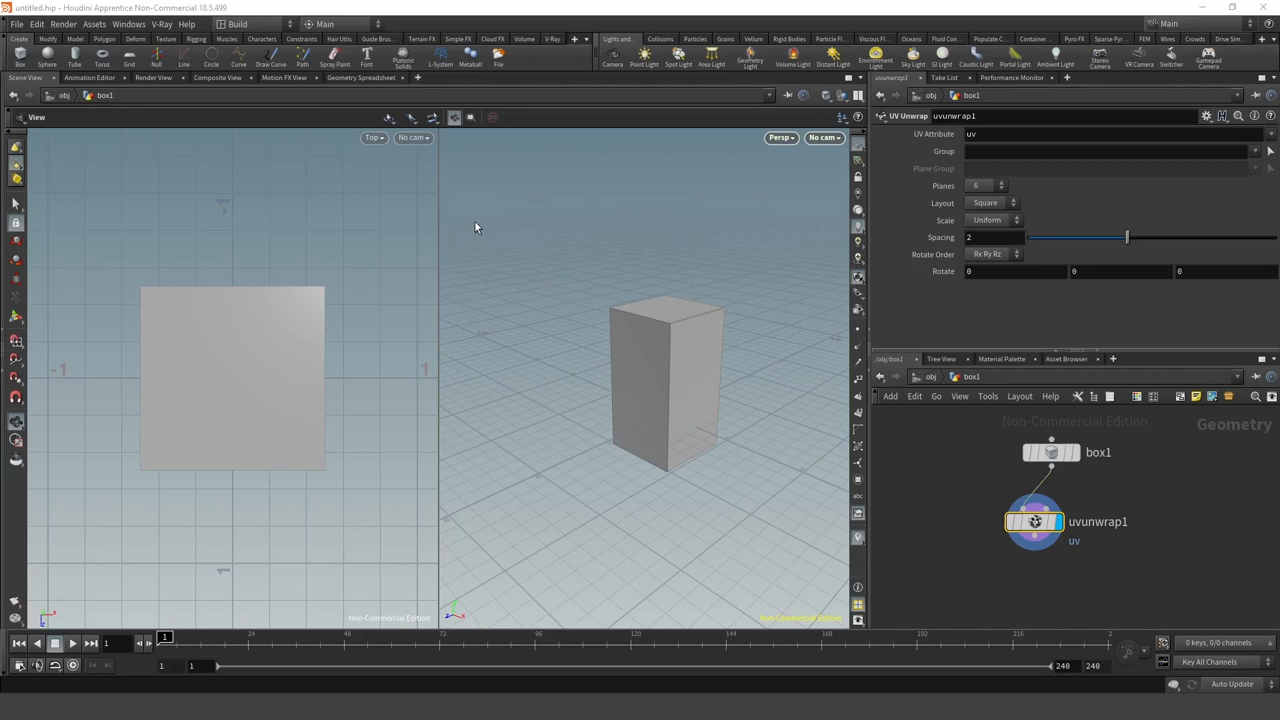 untitled.hip - Houdini Apprentice Non-Commercial 18.5.499
File Edit Render Assets Windows V-Ray Help Build Main Main
Create Modify Model Polygon Deform Texture Rigging Muscles Characters Constraints Hair Utils Guide Process Guide Brushes Terrain FX Simple FX Cloud FX Volume V-Ray
Lights and... Collisions Particles Grains Vellum Rigid Bodies Particle Fl... Viscous Fl... Oceans Fluid Con... Populate C... Container... Pyro FX Sparse Pyr... FEM Wires Crowds Drive Sim...
Box Sphere Tube Torus Grid Null Line Circle Curve Draw Curve Path Spray Paint Font Platonic Solids L-System Metaball File
Camera Point Light Spot Light Area Light Geometry Light Volume Light Distant Light Environment Light Sky Light GI Light Caustic Light Portal Light Ambient Light Stereo Camera VR Camera Switcher Gamepad Camera
Scene View Animation Editor Render View Composite View Motion FX View Geometry Spreadsheet
uvunwrap1 Take List Performance Monitor
obj box1
obj box1
View
UV Unwrap uvunwrap1
UV Attribute uv
Group
Plane Group
Planes 6
Layout Square
Scale Uniform
Spacing 2
Rotate Order Rx Ry Rz
Rotate 0 0 0
Top No cam
Persp No cam
-1
1
Non-Commercial Edition
Non-Commercial Edition
/obj/box1 Tree View Material Palette Asset Browser
obj box1
Add Edit Go View Tools Layout Help
Non-Commercial Edition
Geometry
box1
uvunwrap1
uv
abc
1 1 24 48 72 96 120 144 168 192 216 2
0 keys, 0/0 channels
1 1 240 240
Key All Channels
Auto Update